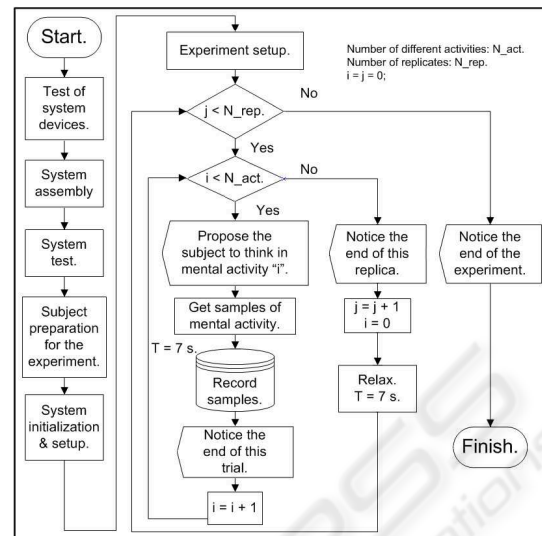 Start.
Test of
system
devices.
System
assembly
System
test.
Subject
preparation
for the
experiment.
System
initialization
& setup.
Experiment setup.
Number of different activities: N_act.
Number of replicates: N_rep.
i = j = 0;
j < N_rep.
No
Yes
i < N_act.
No
Yes
Propose the
subject to think in
mental activity “i”.
Get samples of
mental activity.
T = 7 s.
Record
samples.
Notice the
end of this
trial.
i = i + 1
Notice the
end of this
replica.
j = j + 1
i = 0
Relax.
T = 7 s.
Notice the
end of the
experiment.
Finish.